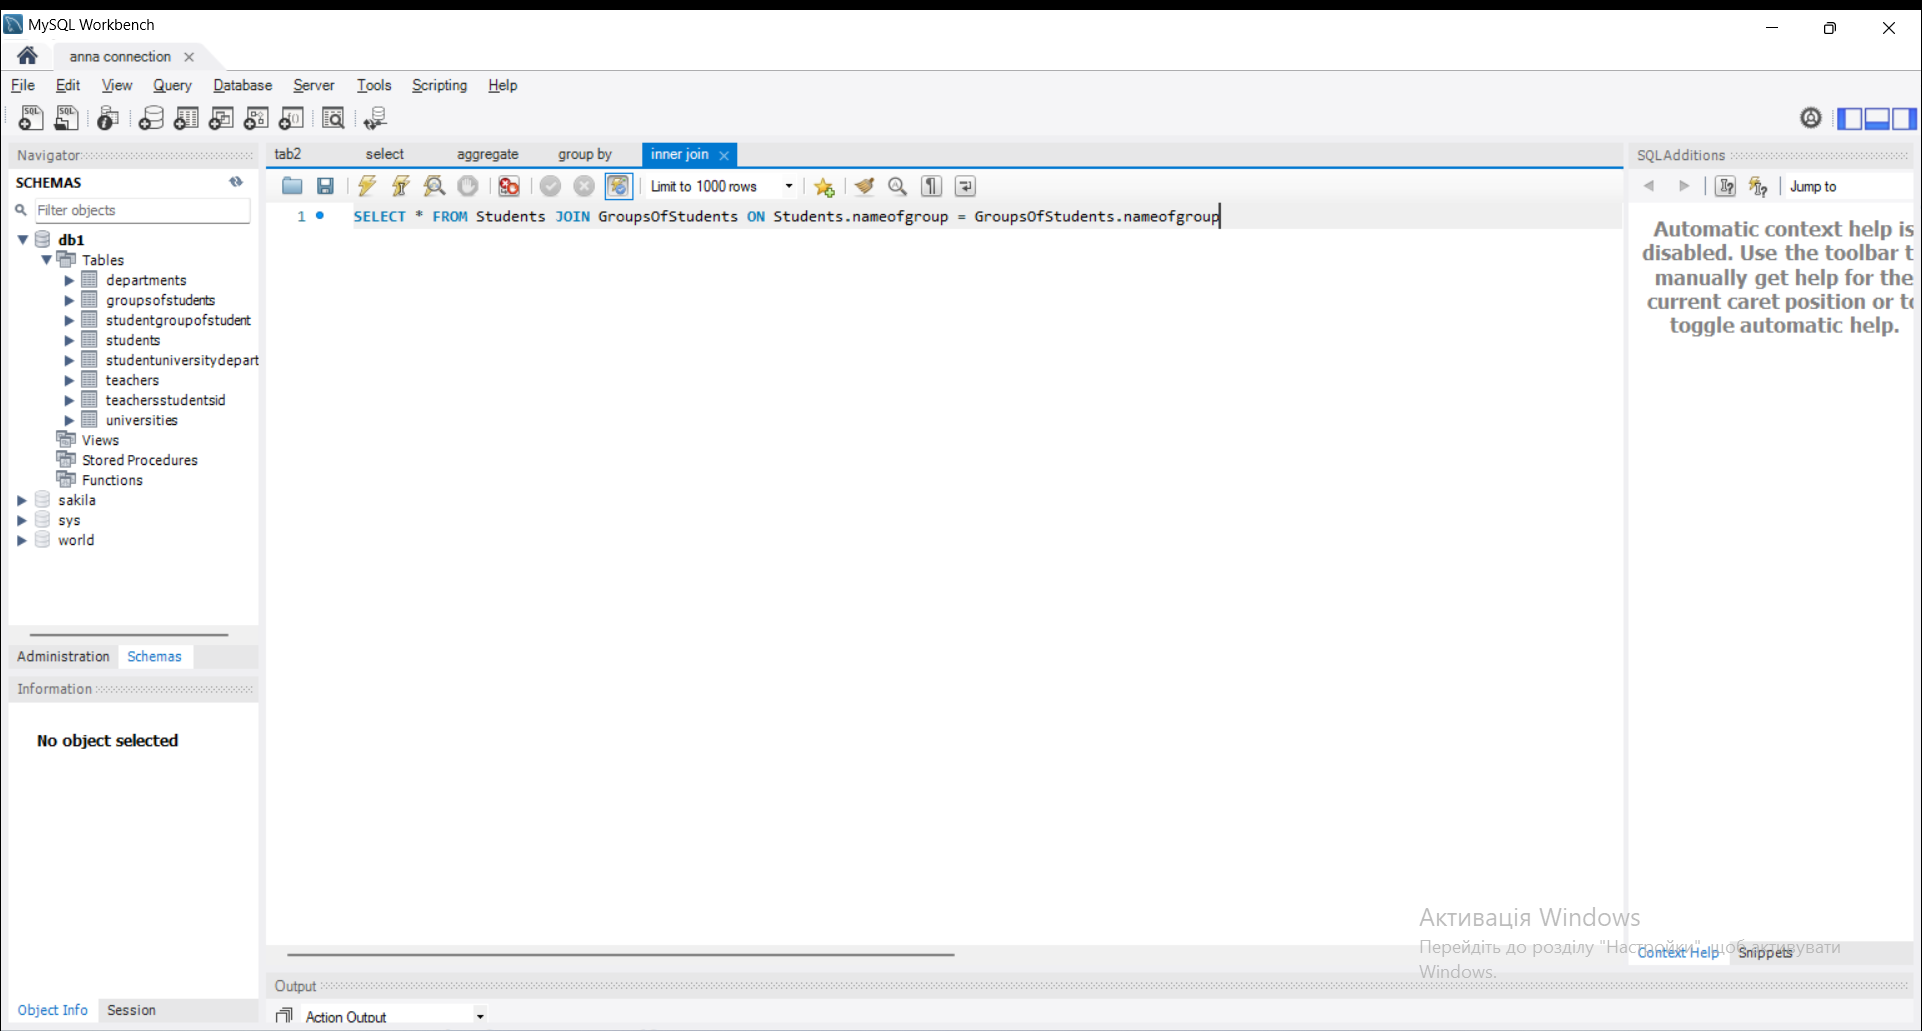 MySQL Workbench
anna connection
File Edit View Query Database Server Tools Scripting Help
Navigator
SCHEMAS
Filter objects
db1
Tables
departments
groupsofstudents
studentgroupofstudent
students
studentuniversitydepart
teachers
teachersstudentsid
universities
Views
Stored Procedures
Functions
sakila
sys
world
Administration Schemas
Information
No object selected
Object Info Session
tab2 select aggregate group by inner join
Limit to 1000 rows
1 SELECT * FROM Students JOIN GroupsOfStudents ON Students.nameofgroup = GroupsOfStudents.nameofgroup
SQLAdditions
Jump to
Automatic context help is
disabled. Use the toolbar t
manually get help for the
current caret position or to
toggle automatic help.
Активація Windows
Перейдіть до розділу "Настройки", щоб активувати
Windows.
Context Help Snippets
Output
Action Output